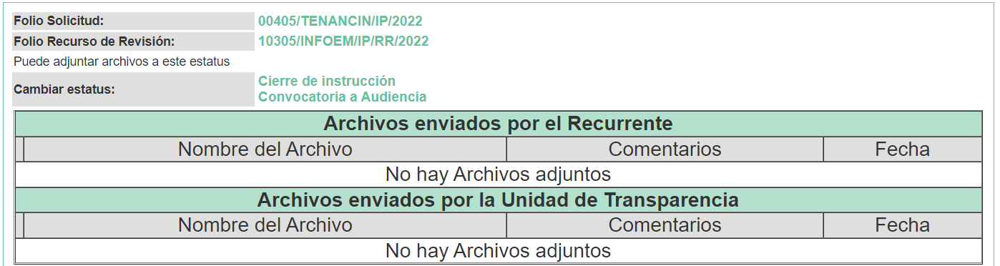 Folio Solicitud: 00405/TENANCIN/IP/2022
Folio Recurso de Revisión: 10305/INFOEM/IP/RR/2022
Puede adjuntar archivos a este estatus
Cambiar estatus: Cierre de instrucción
Convocatoria a Audiencia
Archivos enviados por el Recurrente
Nombre del Archivo Comentarios Fecha
No hay Archivos adjuntos
Archivos enviados por la Unidad de Transparencia
Nombre del Archivo Comentarios Fecha
No hay Archivos adjuntos